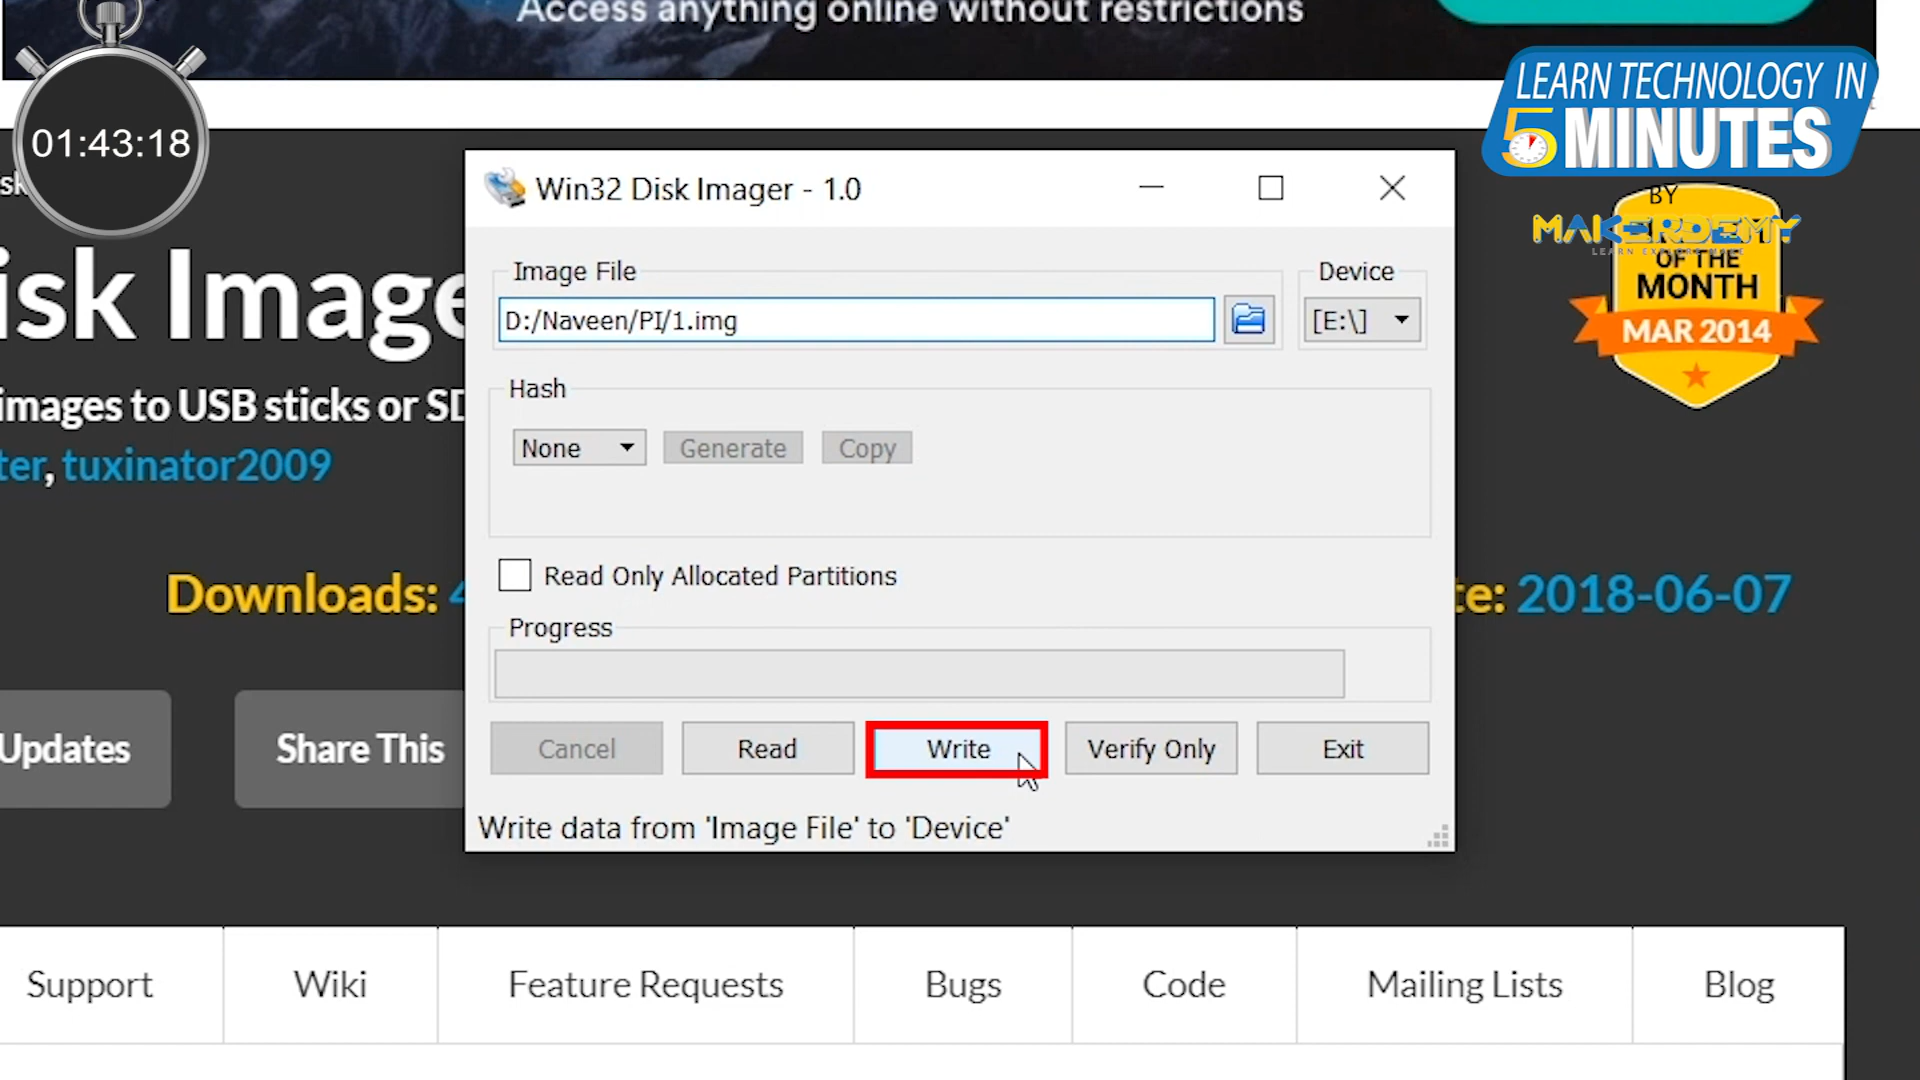 Access anything online without restrictions
LEARN TECHNOLOGY IN
5 MINUTES
BY
MAKERDEMY
01:43:18
Win32 Disk Imager - 1.0
OF THE
MONTH
MAR 2014
isk Image
Image File
Device
D:/Naveen/PI/1.img
[E:\]
images to USB sticks or SD
Hash
ter, tuxinator2009
None
Generate
Copy
Read Only Allocated Partitions
Downloads:
te: 2018-06-07
Progress
Updates
Share This
Cancel
Read
Write
Verify Only
Exit
Write data from 'Image File' to 'Device'
Support
Wiki
Feature Requests
Bugs
Code
Mailing Lists
Blog